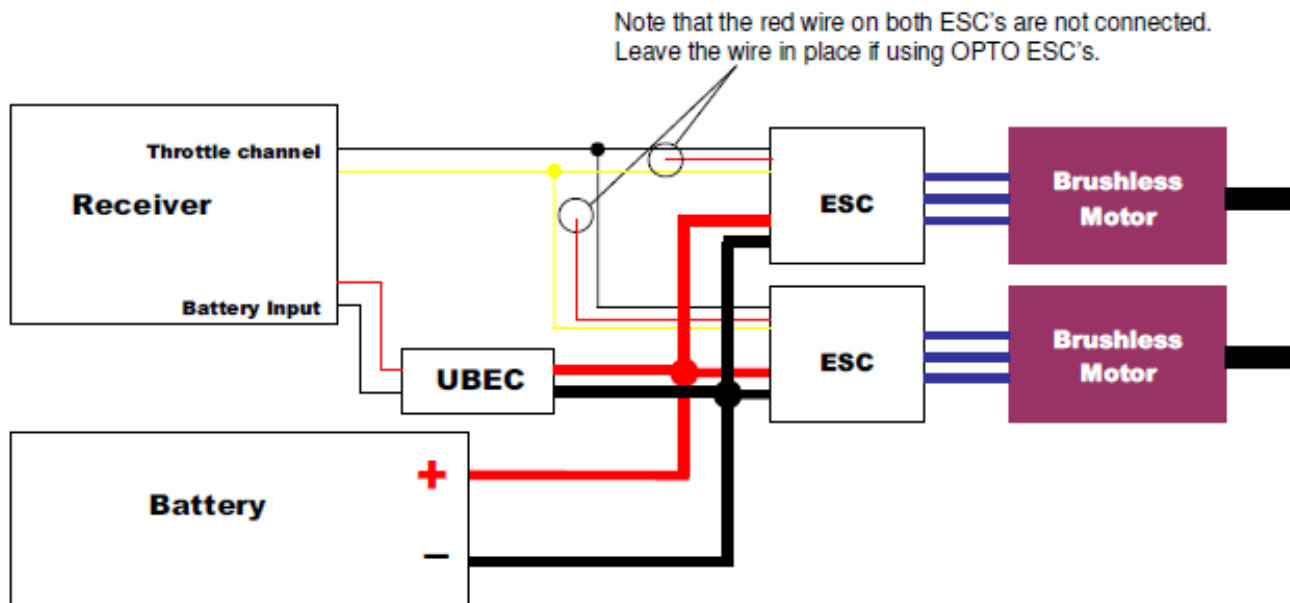 Note that the red wire on both ESC's are not connected.
Leave the wire in place if using OPTO ESC's.
Throttle channel
Receiver
Battery Input
ESC
Brushless
Motor
UBEC
ESC
Brushless
Motor
+
Battery
−